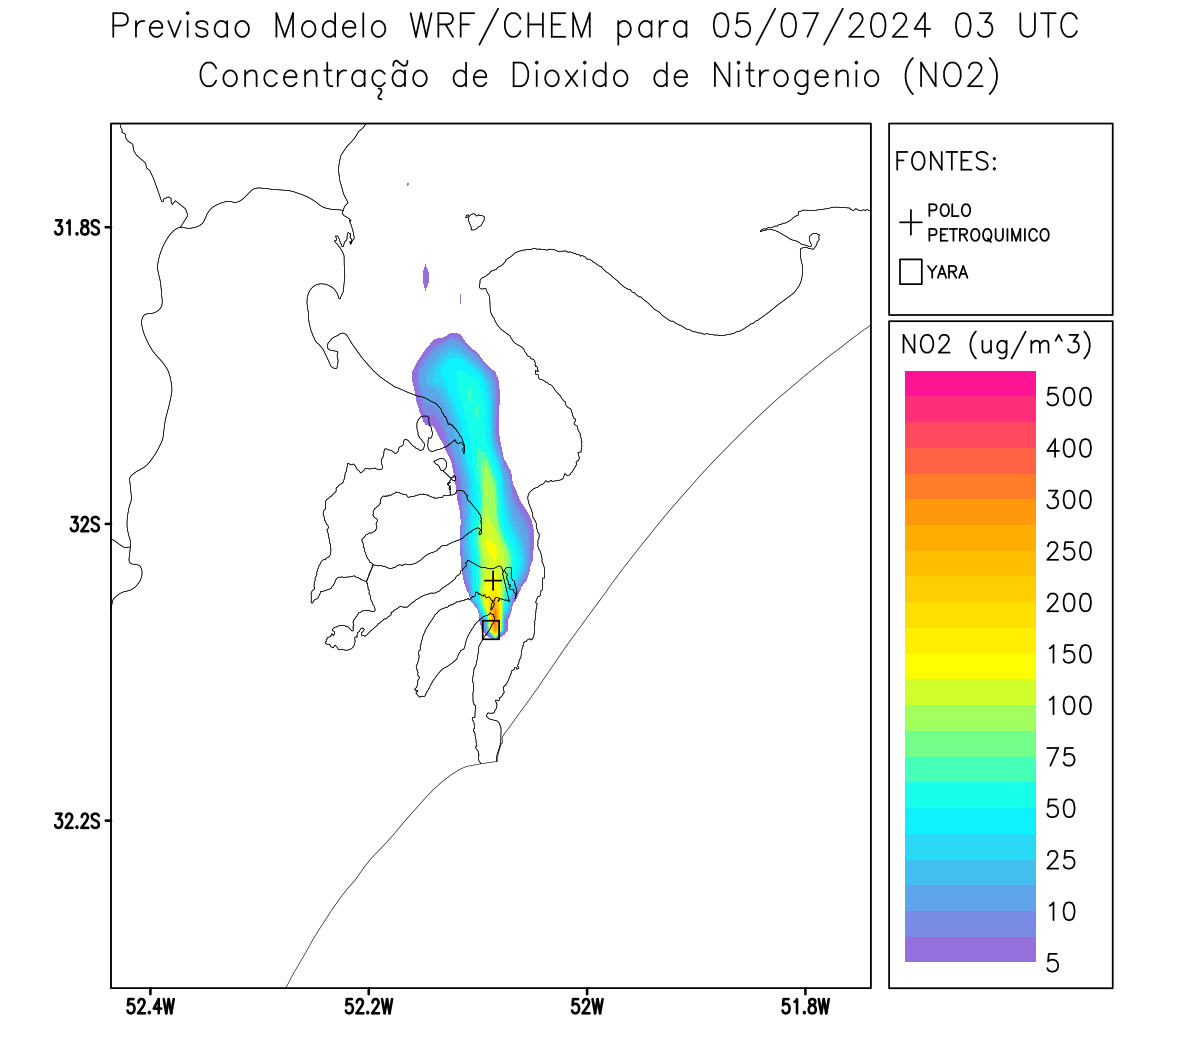 Previsao Modelo WRF/CHEM para 05/07/2024 03 UTC
Concentração de Dioxido de Nitrogenio (NO2)
FONTES:
POLO
PETROQUIMICO
YARA
NO2 (ug/m^3)
500
400
300
250
200
150
100
75
50
25
10
5
31.8S
32S
32.2S
52.4W
52.2W
52W
51.8W